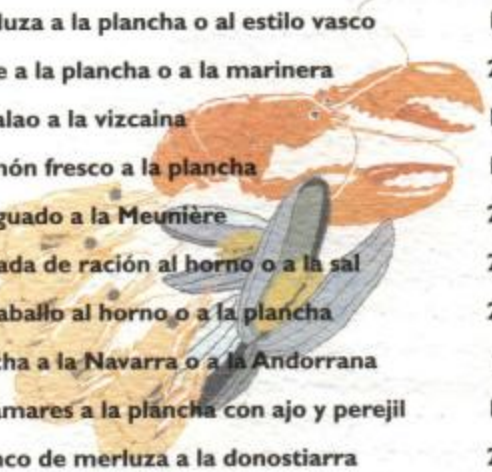 luza a la plancha o al estilo vasco
e a la plancha o a la marinera
alao a la vizcaina
nón fresco a la plancha
guado a la Meunière
ada de ración al horno o a la sal
aballo al horno o a la plancha
cha a la Navarra o a la Andorrana
amares a la plancha con ajo y perejil
nco de merluza a la donostiarra